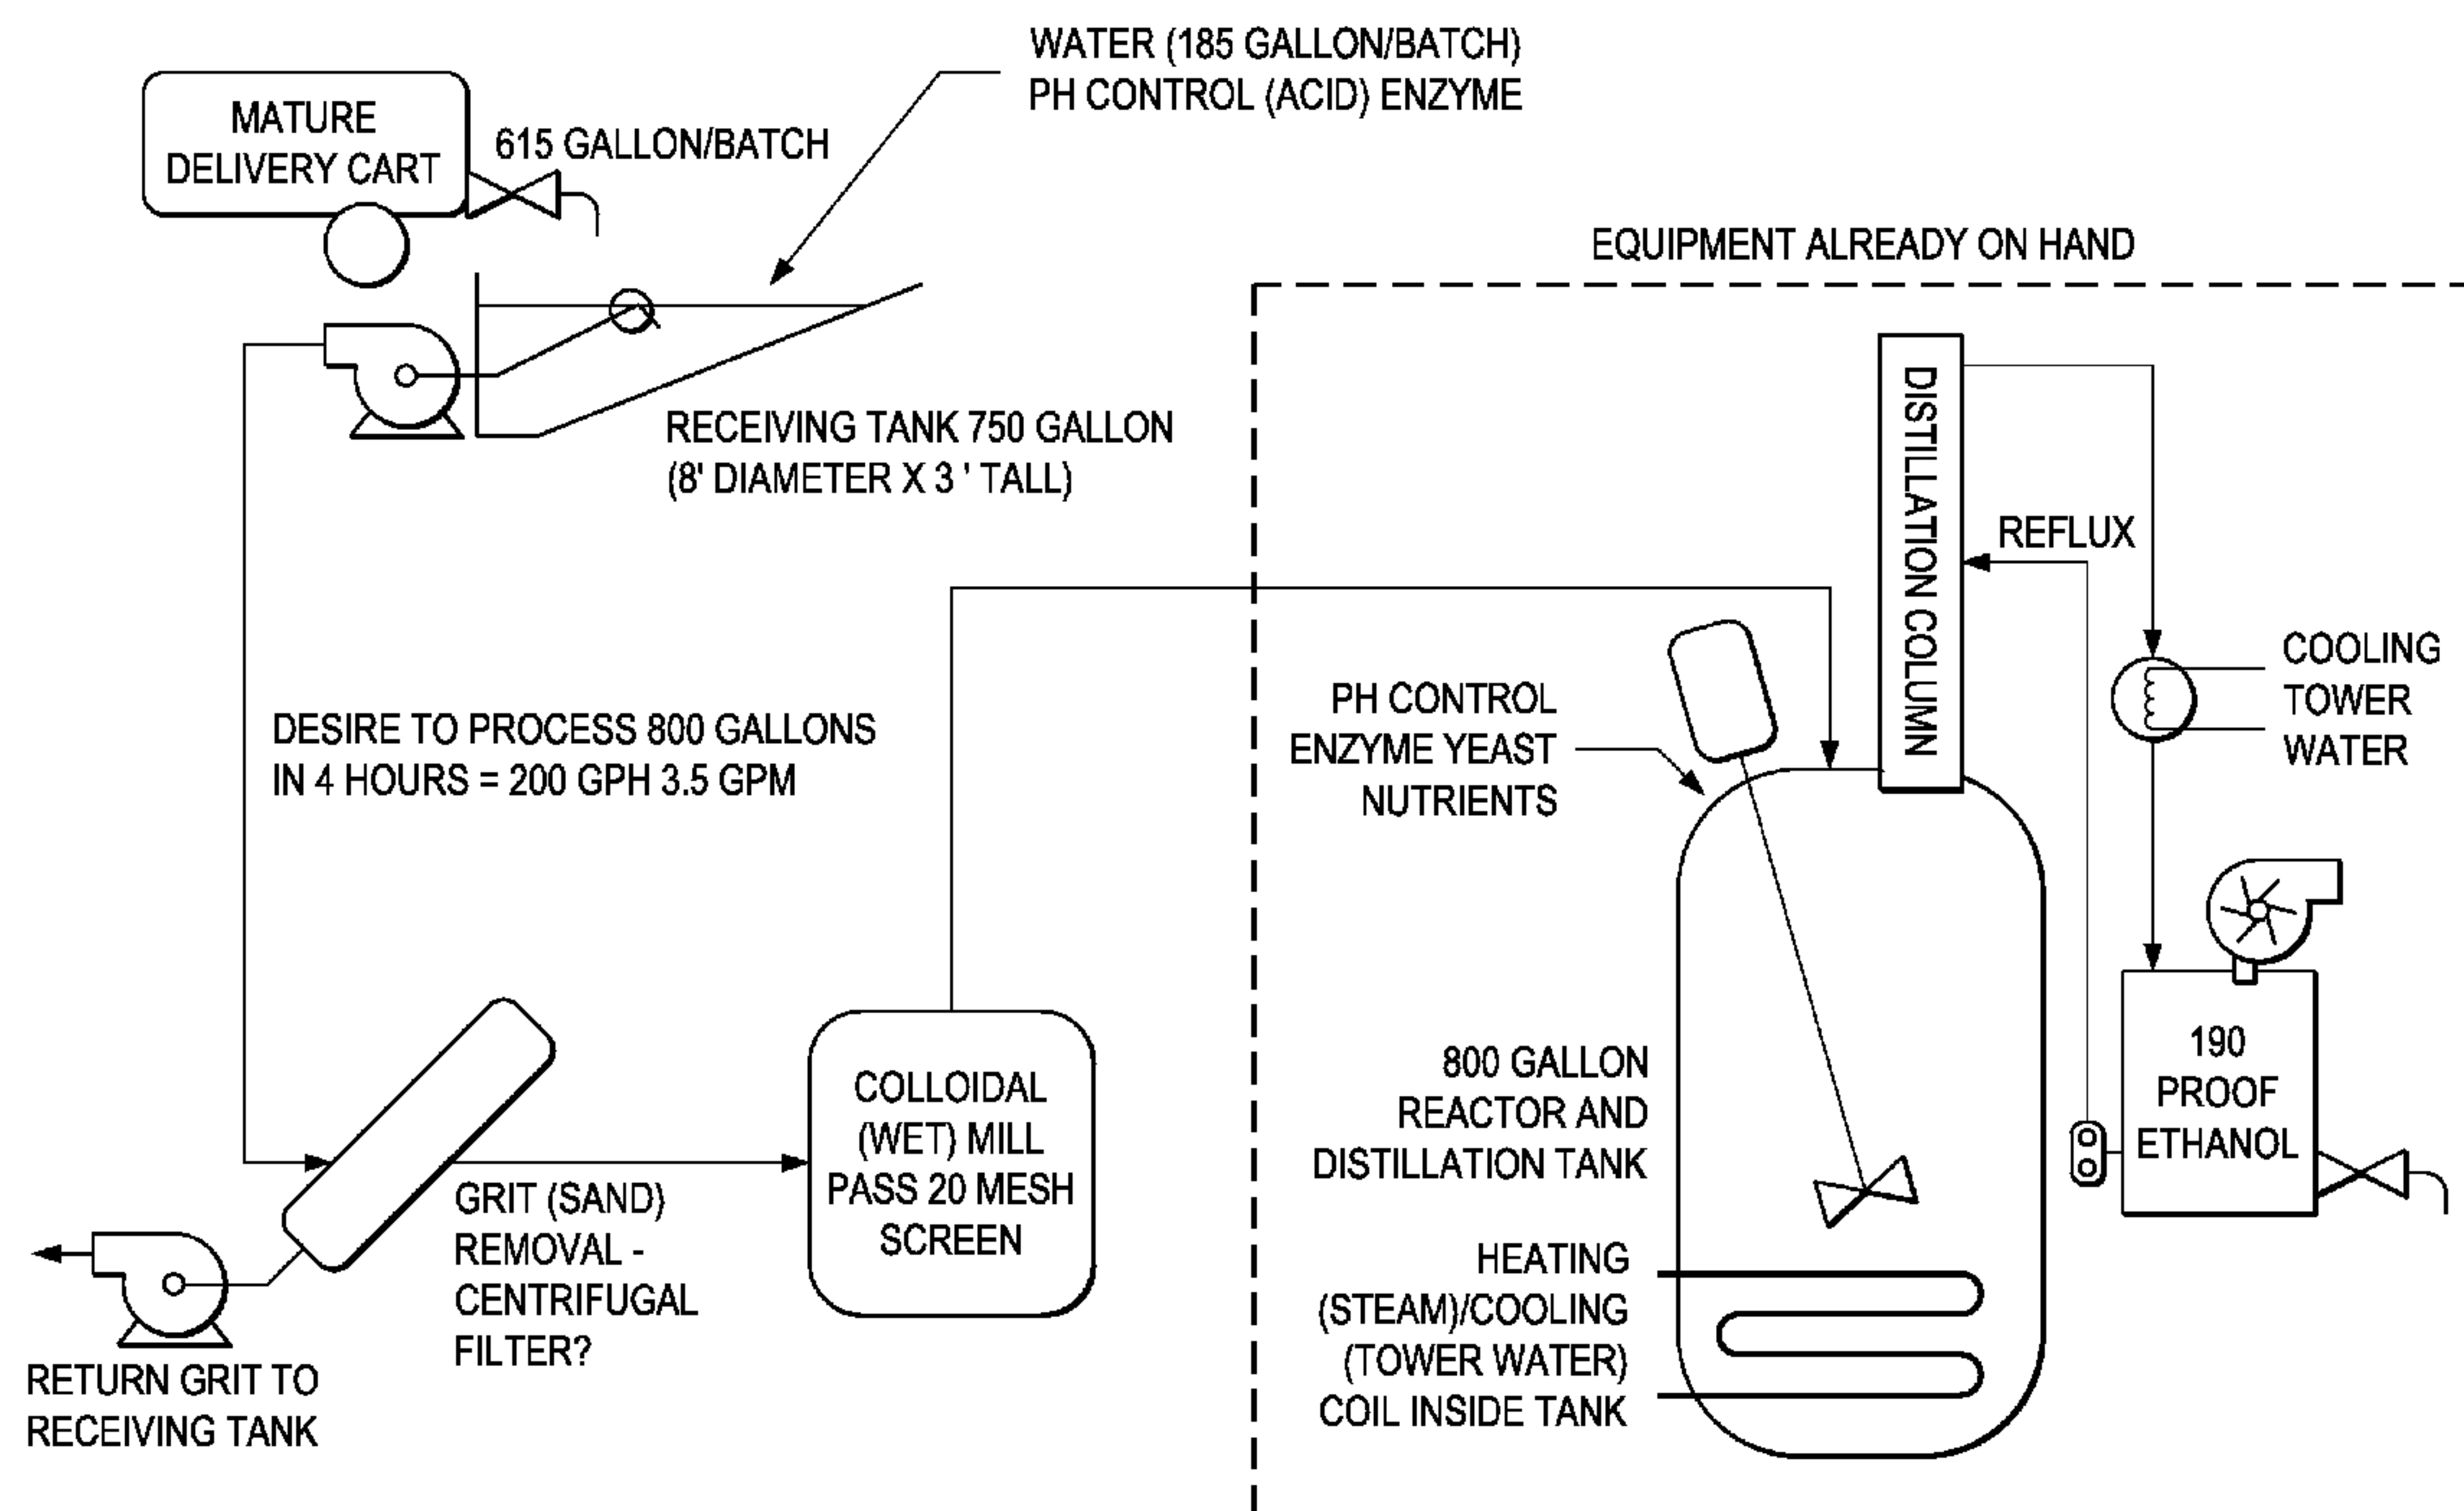 WATER (185 GALLON/BATCH)
PH CONTROL (ACID) ENZYME
MATURE
DELIVERY CART
615 GALLON/BATCH
EQUIPMENT ALREADY ON HAND
RECEIVING TANK 750 GALLON
(8' DIAMETER X 3 ' TALL)
DISTILLATION COLUMN
REFLUX
COOLING
TOWER
WATER
PH CONTROL
ENZYME YEAST
NUTRIENTS
DESIRE TO PROCESS 800 GALLONS
IN 4 HOURS = 200 GPH 3.5 GPM
COLLOIDAL
(WET) MILL
PASS 20 MESH
SCREEN
190
PROOF
ETHANOL
800 GALLON
REACTOR AND
DISTILLATION TANK
GRIT (SAND)
REMOVAL -
CENTRIFUGAL
FILTER?
HEATING
(STEAM)/COOLING
(TOWER WATER)
COIL INSIDE TANK
RETURN GRIT TO
RECEIVING TANK